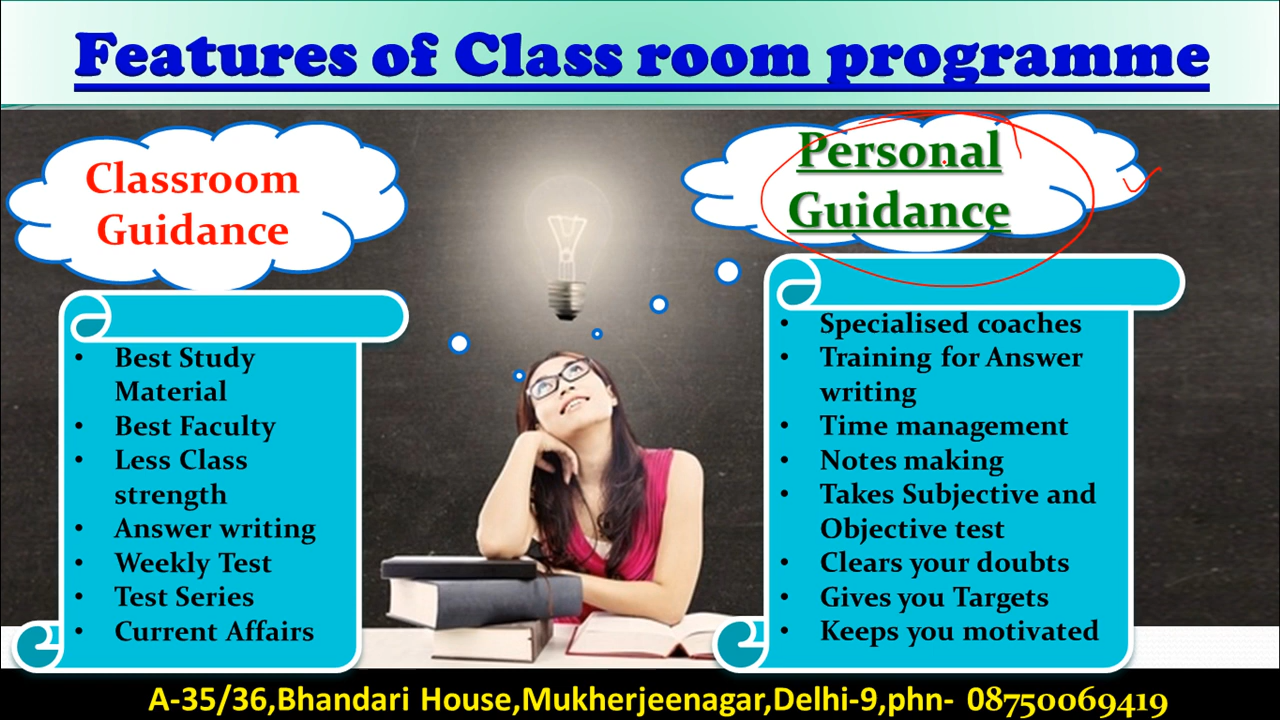 Features of Class room programme
Classroom
Guidance
• Best Study
Material
• Best Faculty
• Less Class
strength
• Answer writing
• Weekly Test
• Test Series
• Current Affairs
Personal
Guidance
• Specialised coaches
• Training for Answer
writing
• Time management
• Notes making
• Takes Subjective and
Objective test
• Clears your doubts
• Gives you Targets
• Keeps you motivated
A-35/36,Bhandari House,Mukherjeenagar,Delhi-9,phn- 08750069419